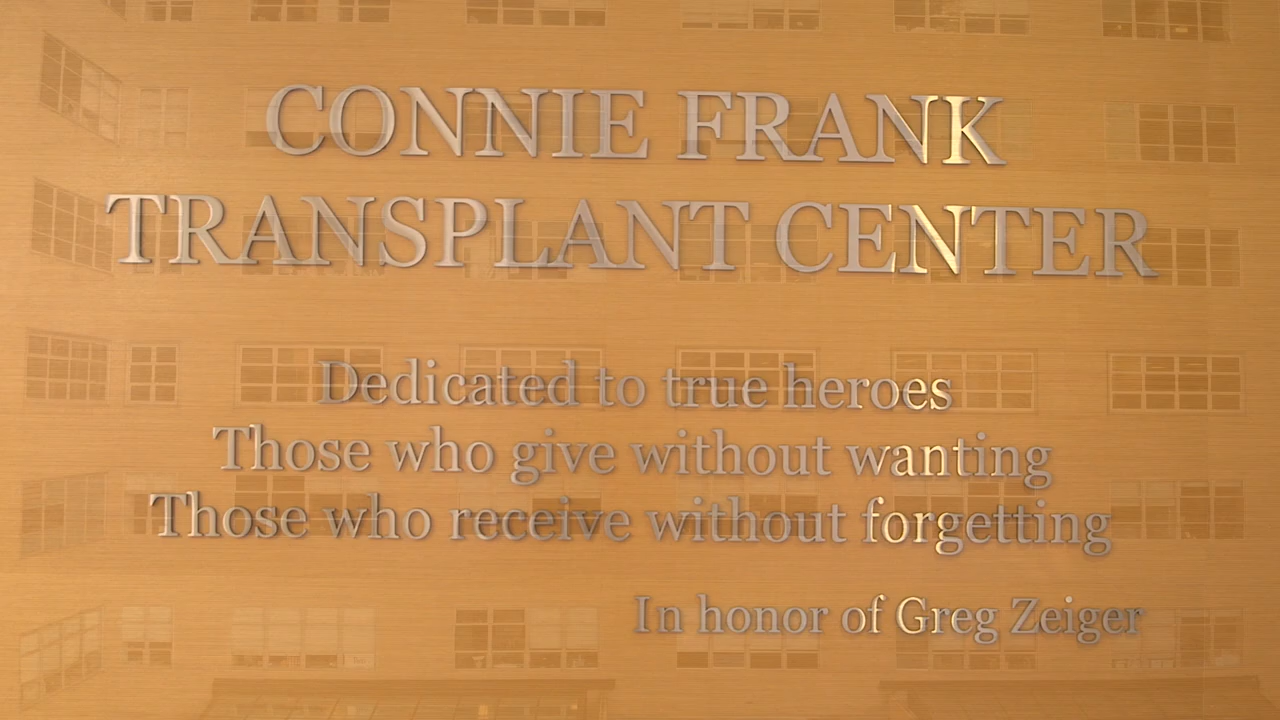 CONNIE FRANK
TRANSPLANT CENTER
Dedicated to true heroes
Those who give without wanting
Those who receive without forgetting
In honor of Greg Zeiger